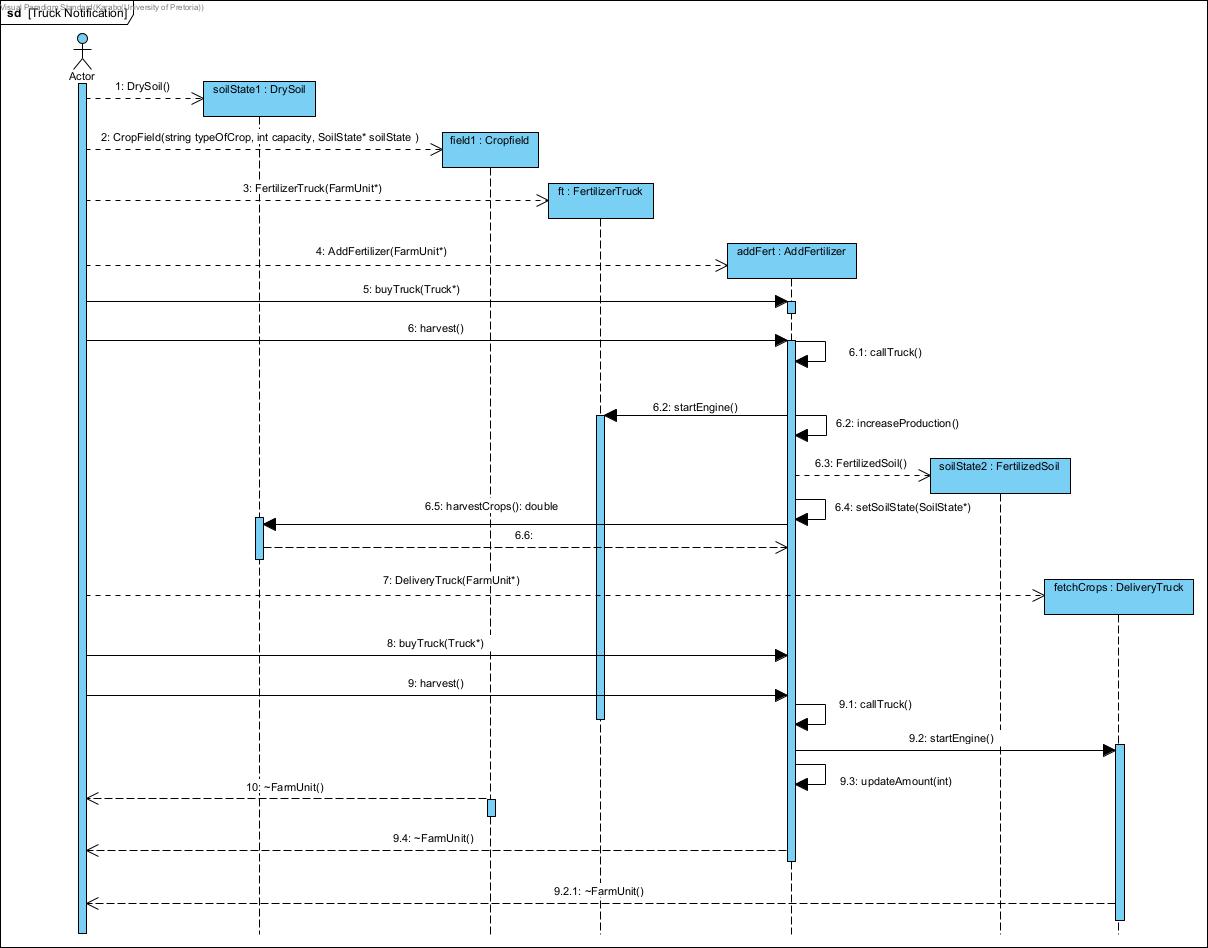 Visual Paradigm Standard(Karabo(University of Pretoria))
sd [Truck Notification]
Actor
1: DrySoil()
soilState1 : DrySoil
2: CropField(string typeOfCrop, int capacity, SoilState* soilState )
field1 : Cropfield
3: FertilizerTruck(FarmUnit*)
ft : FertilizerTruck
4: AddFertilizer(FarmUnit*)
addFert : AddFertilizer
5: buyTruck(Truck*)
6: harvest()
6.1: callTruck()
6.2: startEngine()
6.2: increaseProduction()
6.3: FertilizedSoil()
soilState2 : FertilizedSoil
6.5: harvestCrops(): double
6.4: setSoilState(SoilState*)
6.6:
7: DeliveryTruck(FarmUnit*)
fetchCrops : DeliveryTruck
8: buyTruck(Truck*)
9: harvest()
9.1: callTruck()
9.2: startEngine()
9.3: updateAmount(int)
10: ~FarmUnit()
9.4: ~FarmUnit()
9.2.1: ~FarmUnit()